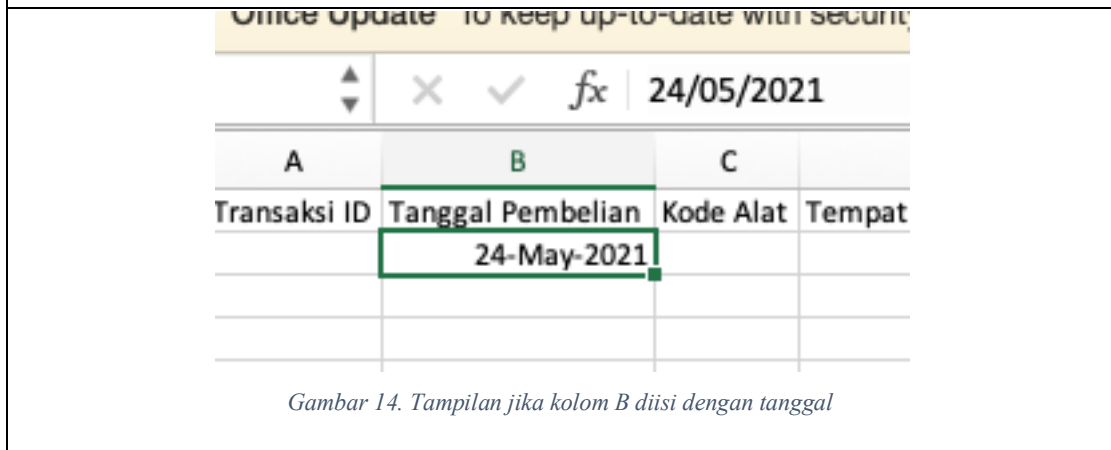 Office Update To keep up-to-date with security
fx 24/05/2021
A B C
Transaksi ID Tanggal Pembelian Kode Alat Tempat
24-May-2021
Gambar 14. Tampilan jika kolom B diisi dengan tanggal